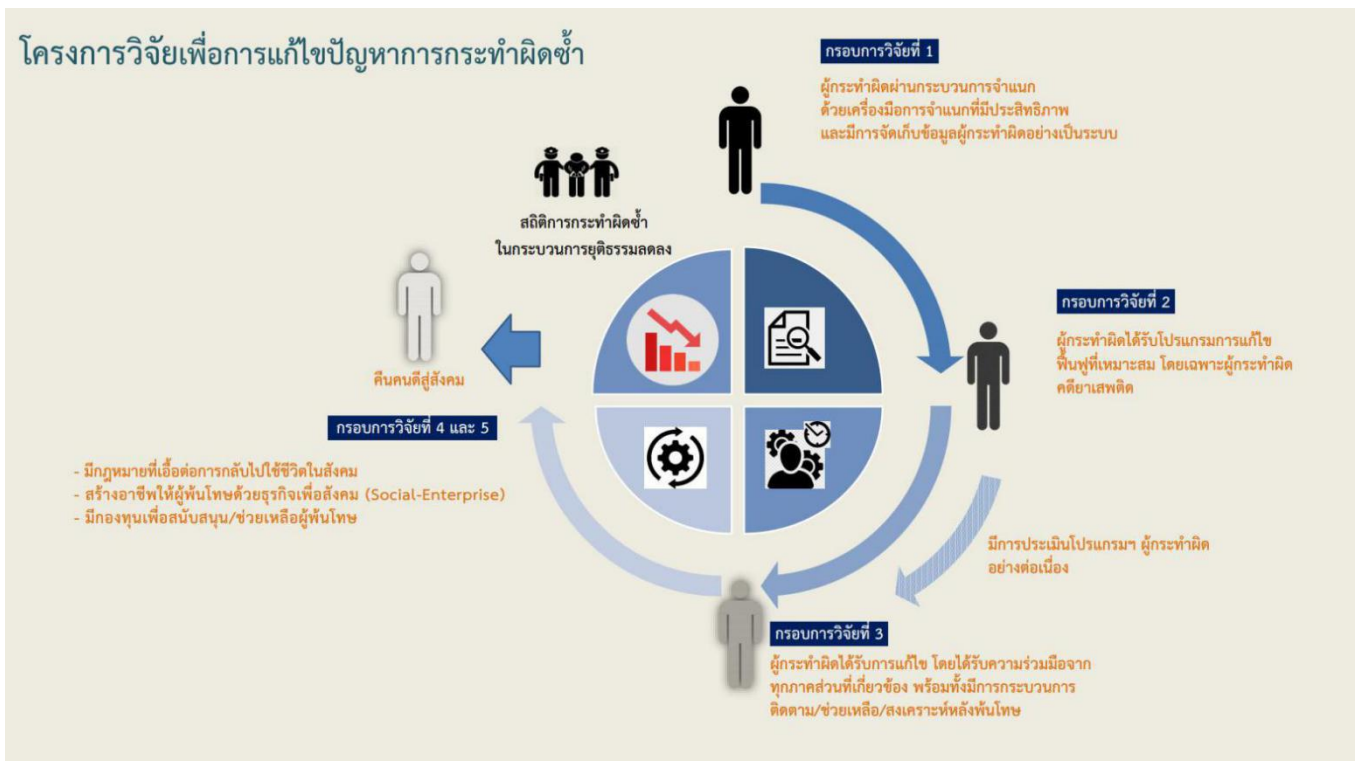 โครงการวิจัยเพื่อการแก้ไขปัญหาการกระทำผิดซ้ำ
กรอบการวิจัยที่ 1
ผู้กระทำผิดผ่านกระบวนการจำแนก
ด้วยเครื่องมือการจำแนกที่มีประสิทธิภาพ
และมีการจัดเก็บข้อมูลผู้กระทำผิดอย่างเป็นระบบ
สถิติการกระทำผิดซ้ำ
ในกระบวนการยุติธรรมลดลง
กรอบการวิจัยที่ 2
ผู้กระทำผิดได้รับโปรแกรมการแก้ไข
ฟื้นฟูที่เหมาะสม โดยเฉพาะผู้กระทำผิด
คดียาเสพติด
คืนคนดีสู่สังคม
กรอบการวิจัยที่ 4 และ 5
- มีกฎหมายที่เอื้อต่อการกลับไปใช้ชีวิตในสังคม
- สร้างอาชีพให้ผู้พ้นโทษด้วยธุรกิจเพื่อสังคม (Social-Enterprise)
- มีกองทุนเพื่อสนับสนุน/ช่วยเหลือผู้พ้นโทษ
มีการประเมินโปรแกรมฯ ผู้กระทำผิด
อย่างต่อเนื่อง
กรอบการวิจัยที่ 3
ผู้กระทำผิดได้รับการแก้ไข โดยได้รับความร่วมมือจาก
ทุกภาคส่วนที่เกี่ยวข้อง พร้อมทั้งมีการกระบวนการ
ติดตาม/ช่วยเหลือ/สงเคราะห์หลังพ้นโทษ